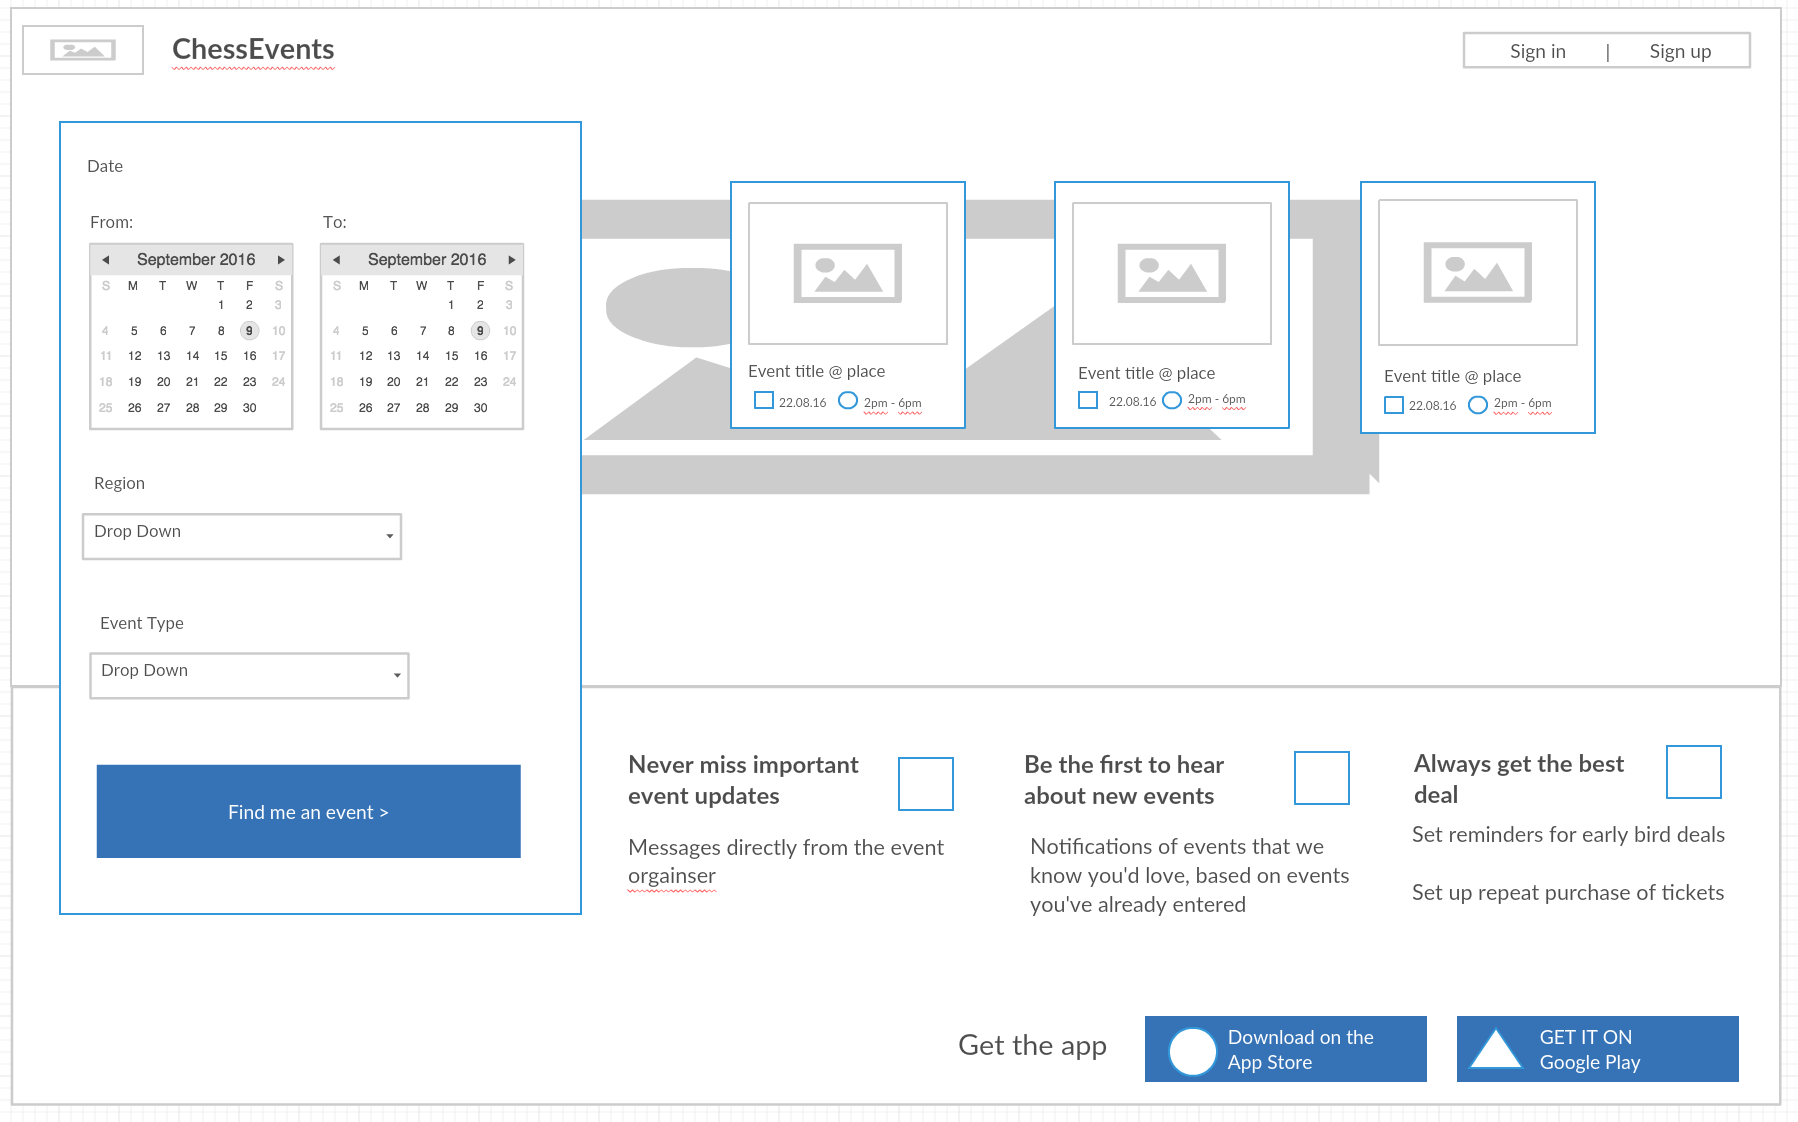 ChessEvents
Sign in | Sign up
Date
From:
September 2016
S M T W T F S
1 2 3
4 5 6 7 8 9 10
11 12 13 14 15 16 17
18 19 20 21 22 23 24
25 26 27 28 29 30
To:
September 2016
S M T W T F S
1 2 3
4 5 6 7 8 9 10
11 12 13 14 15 16 17
18 19 20 21 22 23 24
25 26 27 28 29 30
Region
Drop Down
Event Type
Drop Down
Find me an event >
Event title @ place
22.08.16 2pm - 6pm
Event title @ place
22.08.16 2pm - 6pm
Event title @ place
22.08.16 2pm - 6pm
Never miss important
event updates
Messages directly from the event
orgainser
Be the first to hear
about new events
Notifications of events that we
know you'd love, based on events
you've already entered
Always get the best
deal
Set reminders for early bird deals
Set up repeat purchase of tickets
Get the app
Download on the
App Store
GET IT ON
Google Play